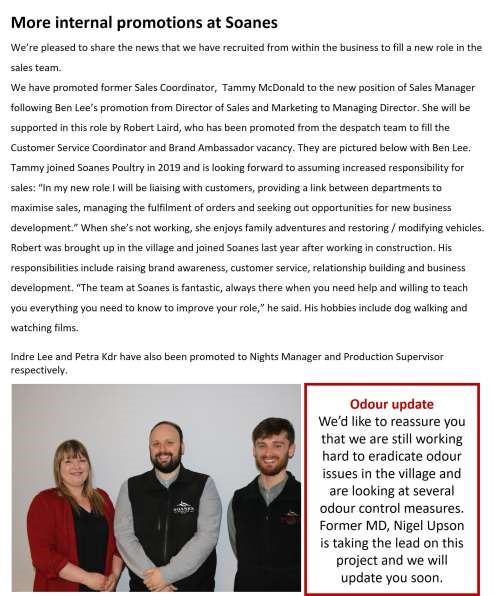 More internal promotions at Soanes
We're pleased to share the news that we have recruited from within the business to fill a new role in the
sales team.
We have promoted former Sales Coordinator,  Tammy McDonald to the new position of Sales Manager
following Ben Lee's promotion from Director of Sales and Marketing to Managing Director. She will be
supported in this role by Robert Laird, who has been promoted from the despatch team to fill the
Customer Service Coordinator and Brand Ambassador vacancy. They are pictured below with Ben Lee.
Tammy joined Soanes Poultry in 2019 and is looking forward to assuming increased responsibility for
sales: “In my new role I will be liaising with customers, providing a link between departments to
maximise sales, managing the fulfilment of orders and seeking out opportunities for new business
development.” When she's not working, she enjoys family adventures and restoring / modifying vehicles.
Robert was brought up in the village and joined Soanes last year after working in construction. His
responsibilities include raising brand awareness, customer service, relationship building and business
development. “The team at Soanes is fantastic, always there when you need help and willing to teach
you everything you need to know to improve your role,” he said. His hobbies include dog walking and
watching films.
Indre Lee and Petra Kdr have also been promoted to Nights Manager and Production Supervisor
respectively.
SOANES
Odour update
We'd like to reassure you
that we are still working
hard to eradicate odour
issues in the village and
are looking at several
odour control measures.
Former MD, Nigel Upson
is taking the lead on this
project and we will
update you soon.